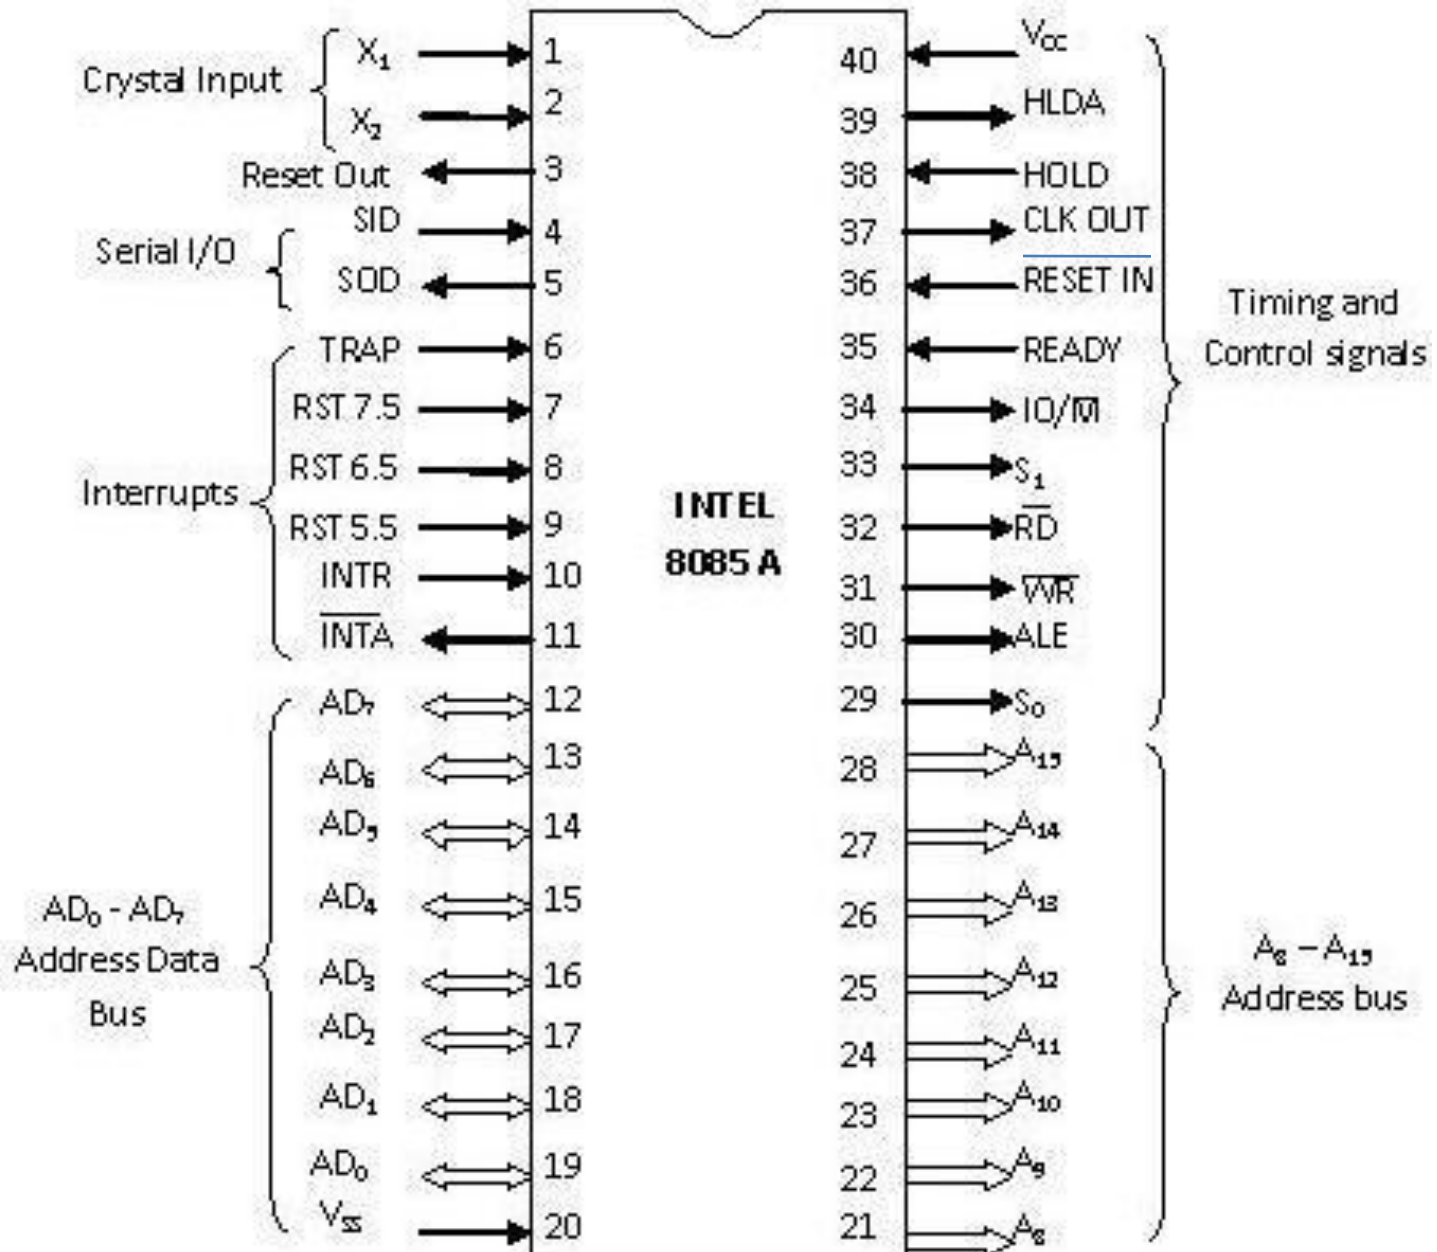 Crystal Input
X₁ 1
X₂ 2
Reset Out 3
Serial I/O
SID 4
SOD 5
Interrupts
TRAP 6
RST 7.5 7
RST 6.5 8
RST 5.5 9
INTR 10
I̅N̅T̅A̅ 11
AD₀ - AD₇
Address Data
Bus
AD₇ 12
AD₆ 13
AD₅ 14
AD₄ 15
AD₃ 16
AD₂ 17
AD₁ 18
AD₀ 19
Vss 20
INTEL
8085 A
40 Vcc
39 HLDA
38 HOLD
37 CLK OUT
36 R̅E̅S̅E̅T̅ I̅N̅
35 READY
34 IO/M̅
33 S₁
32 R̅D̅
31 W̅R̅
30 ALE
29 S₀
Timing and
Control signals
28 A₁₅
27 A₁₄
26 A₁₃
25 A₁₂
24 A₁₁
23 A₁₀
22 A₉
21 A₈
A₈ – A₁₅
Address bus